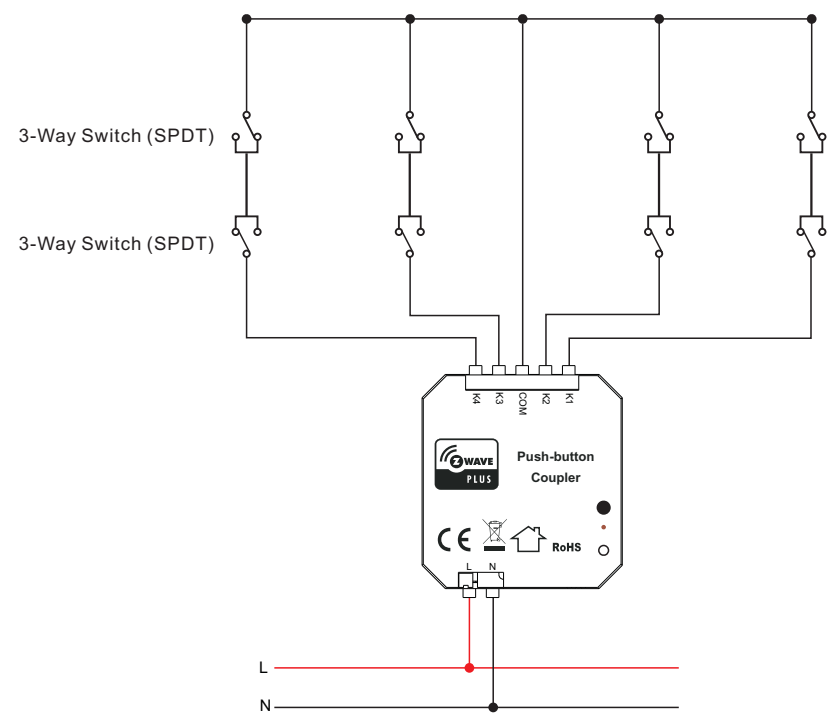 3-Way Switch (SPDT)
3-Way Switch (SPDT)
K4
K3
COM
K2
K1
Z WAVE
PLUS
Push-button
Coupler
CE
RoHS
L
N
L
N